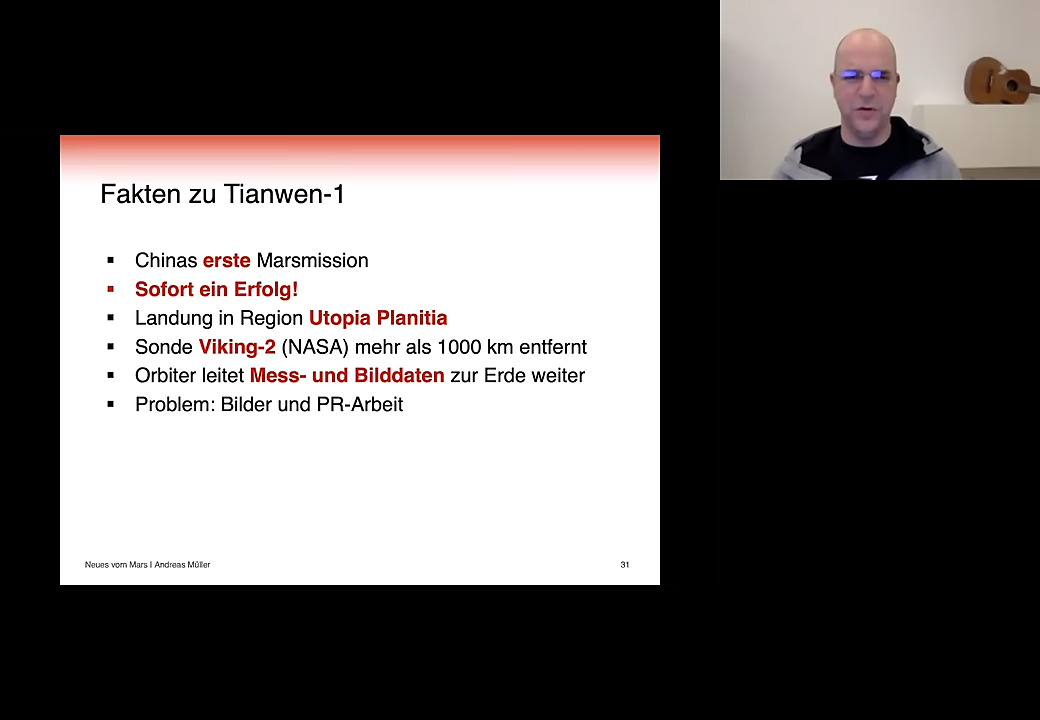 Fakten zu Tianwen-1
▪ Chinas erste Marsmission
▪ Sofort ein Erfolg!
▪ Landung in Region Utopia Planitia
▪ Sonde Viking-2 (NASA) mehr als 1000 km entfernt
▪ Orbiter leitet Mess- und Bilddaten zur Erde weiter
▪ Problem: Bilder und PR-Arbeit
Neues vom Mars I Andreas Müller
31